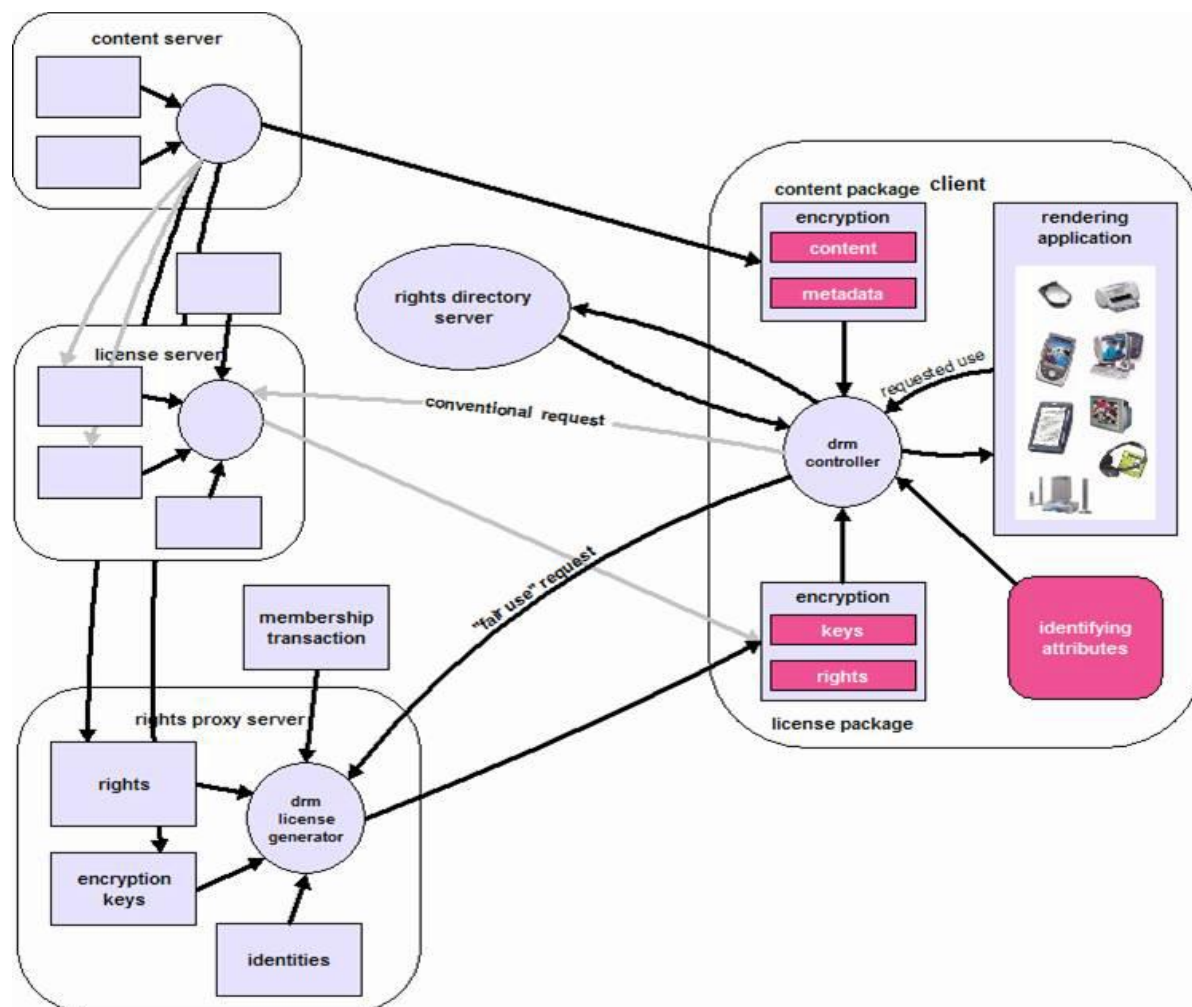 content server
content package
client
encryption
content
metadata
rendering
application
rights directory
server
requested use
license server
conventional request
drm
controller
"fair use" request
encryption
keys
rights
license package
identifying
attributes
membership
transaction
rights proxy server
rights
drm
license
generator
encryption
keys
identities